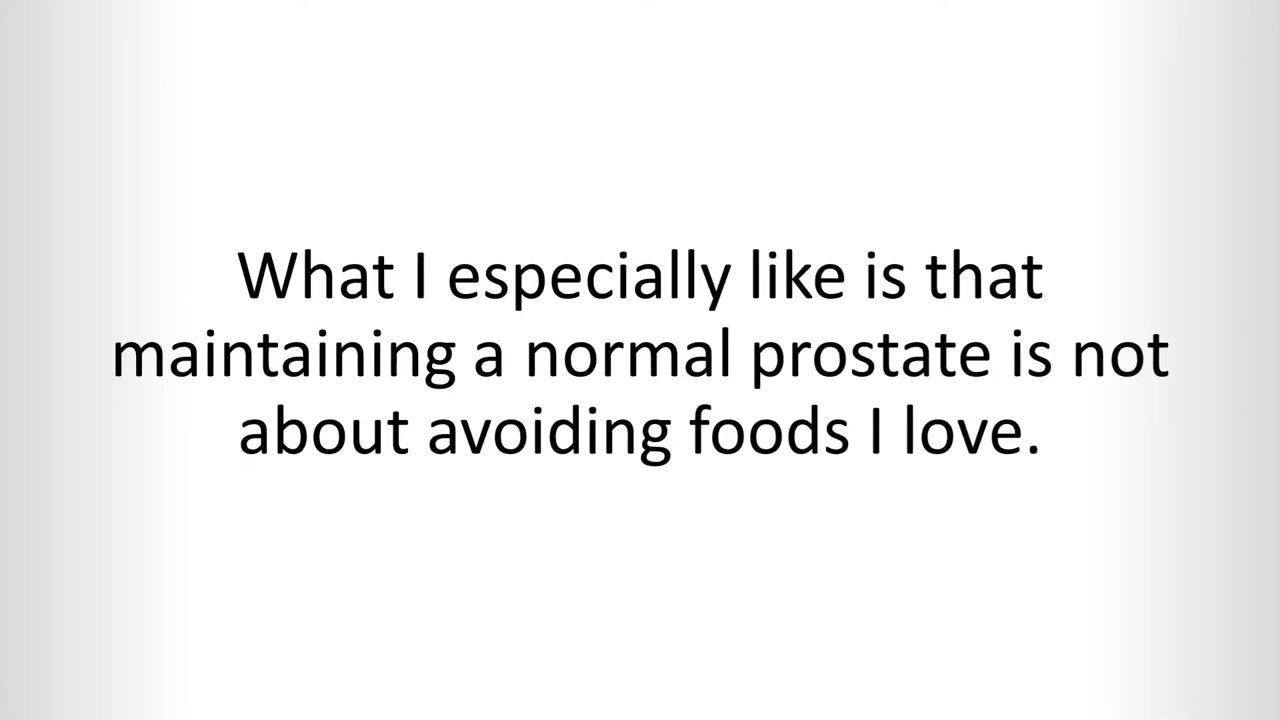 What I especially like is that
maintaining a normal prostate is not
about avoiding foods I love.